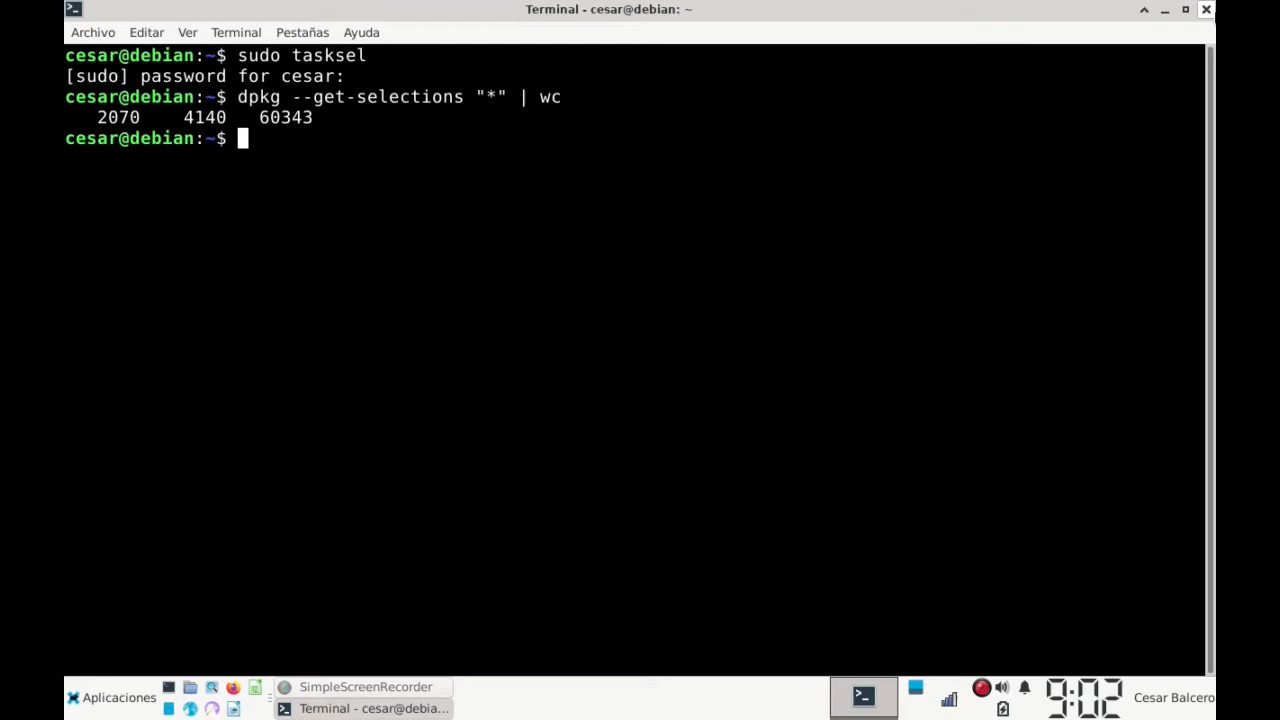 Terminal - cesar@debian: ~
Archivo Editar Ver Terminal Pestañas Ayuda
cesar@debian:~$ sudo tasksel
[sudo] password for cesar:
cesar@debian:~$ dpkg --get-selections "*" | wc
2070 4140 60343
cesar@debian:~$
Aplicaciones
SimpleScreenRecorder
Terminal - cesar@debia...
9:02
Cesar Balcero